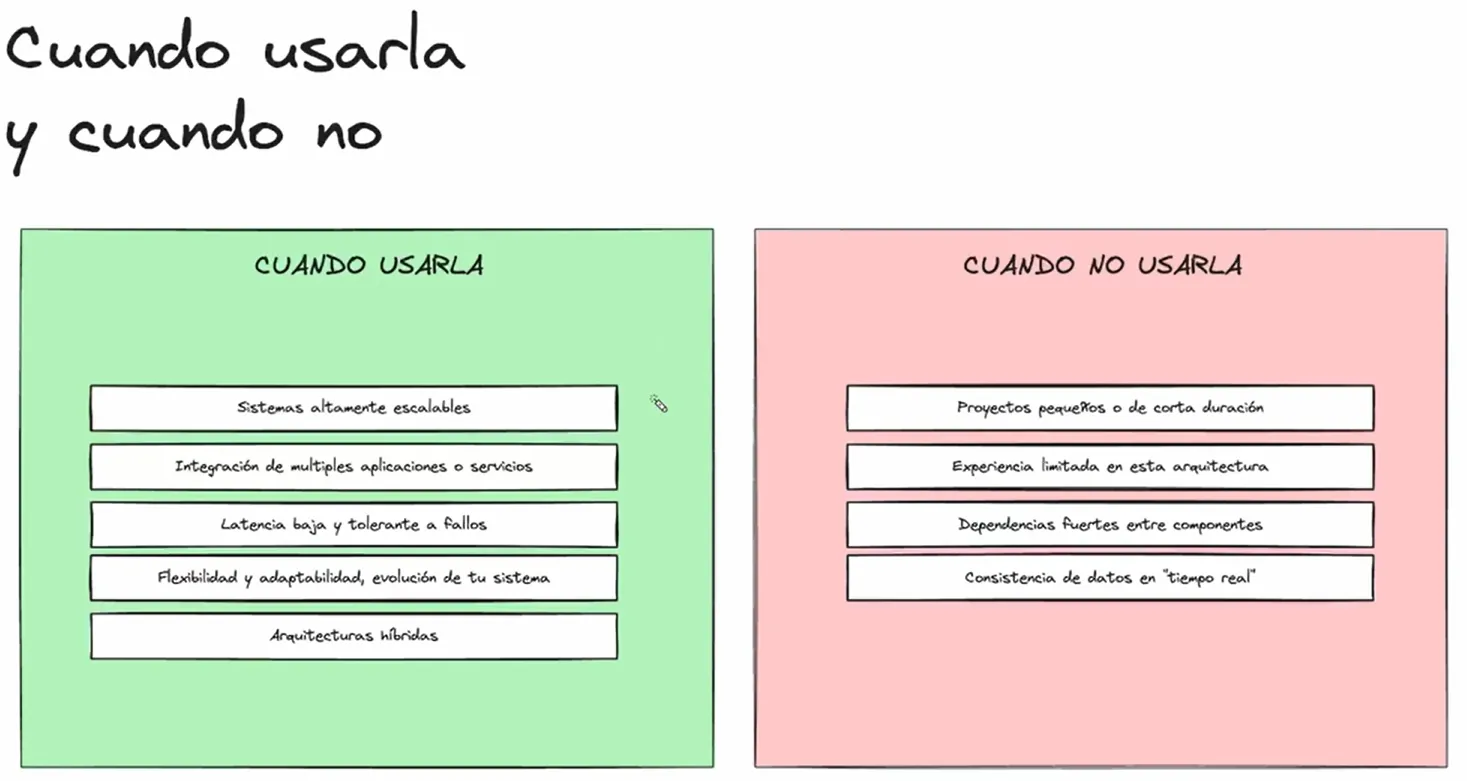 Cuando usarla
y cuando no
CUANDO USARLA
Sistemas altamente escalables
Integración de multiples aplicaciones o servicios
Latencia baja y tolerante a fallos
Flexibilidad y adaptabilidad, evolución de tu sistema
Arquitecturas híbridas
CUANDO NO USARLA
Proyectos pequeños o de corta duración
Experiencia limitada en esta arquitectura
Dependencias fuertes entre componentes
Consistencia de datos en "tiempo real"